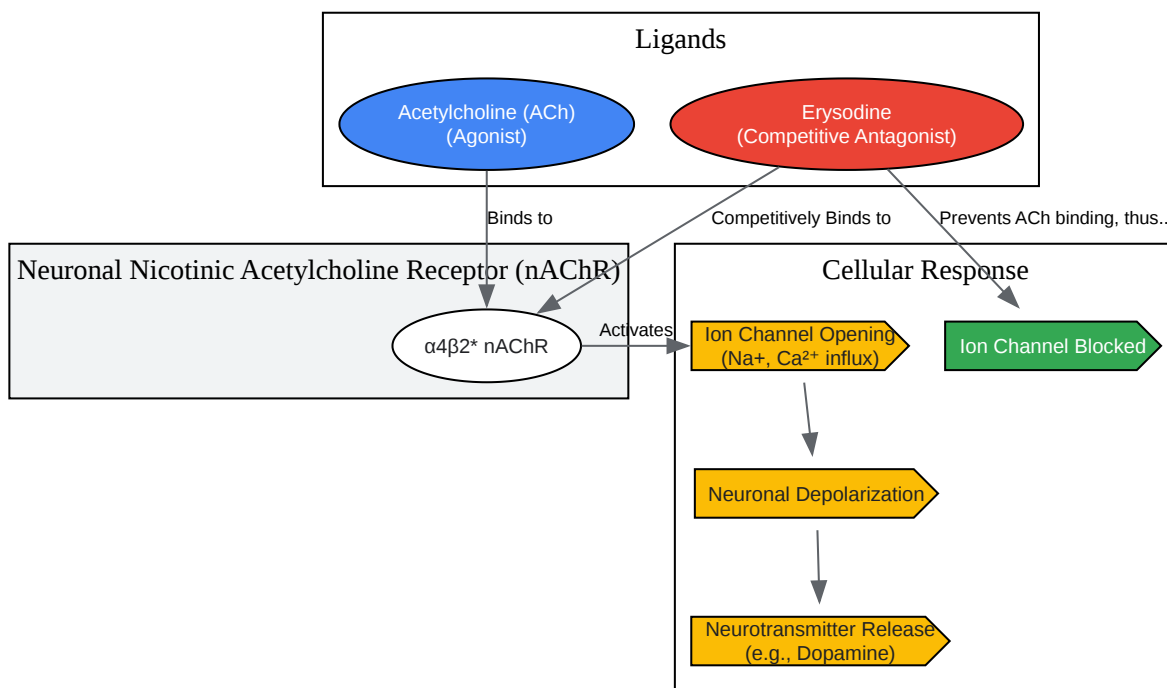 Ligands
Acetylcholine (ACh)
(Agonist)
Erysodine
(Competitive Antagonist)
Binds to
Competitively Binds to
Prevents ACh binding, thus...
Neuronal Nicotinic Acetylcholine Receptor (nAChR)
α4β2* nAChR
Activates
Cellular Response
Ion Channel Opening
(Na+, Ca²⁺ influx)
Ion Channel Blocked
Neuronal Depolarization
Neurotransmitter Release
(e.g., Dopamine)